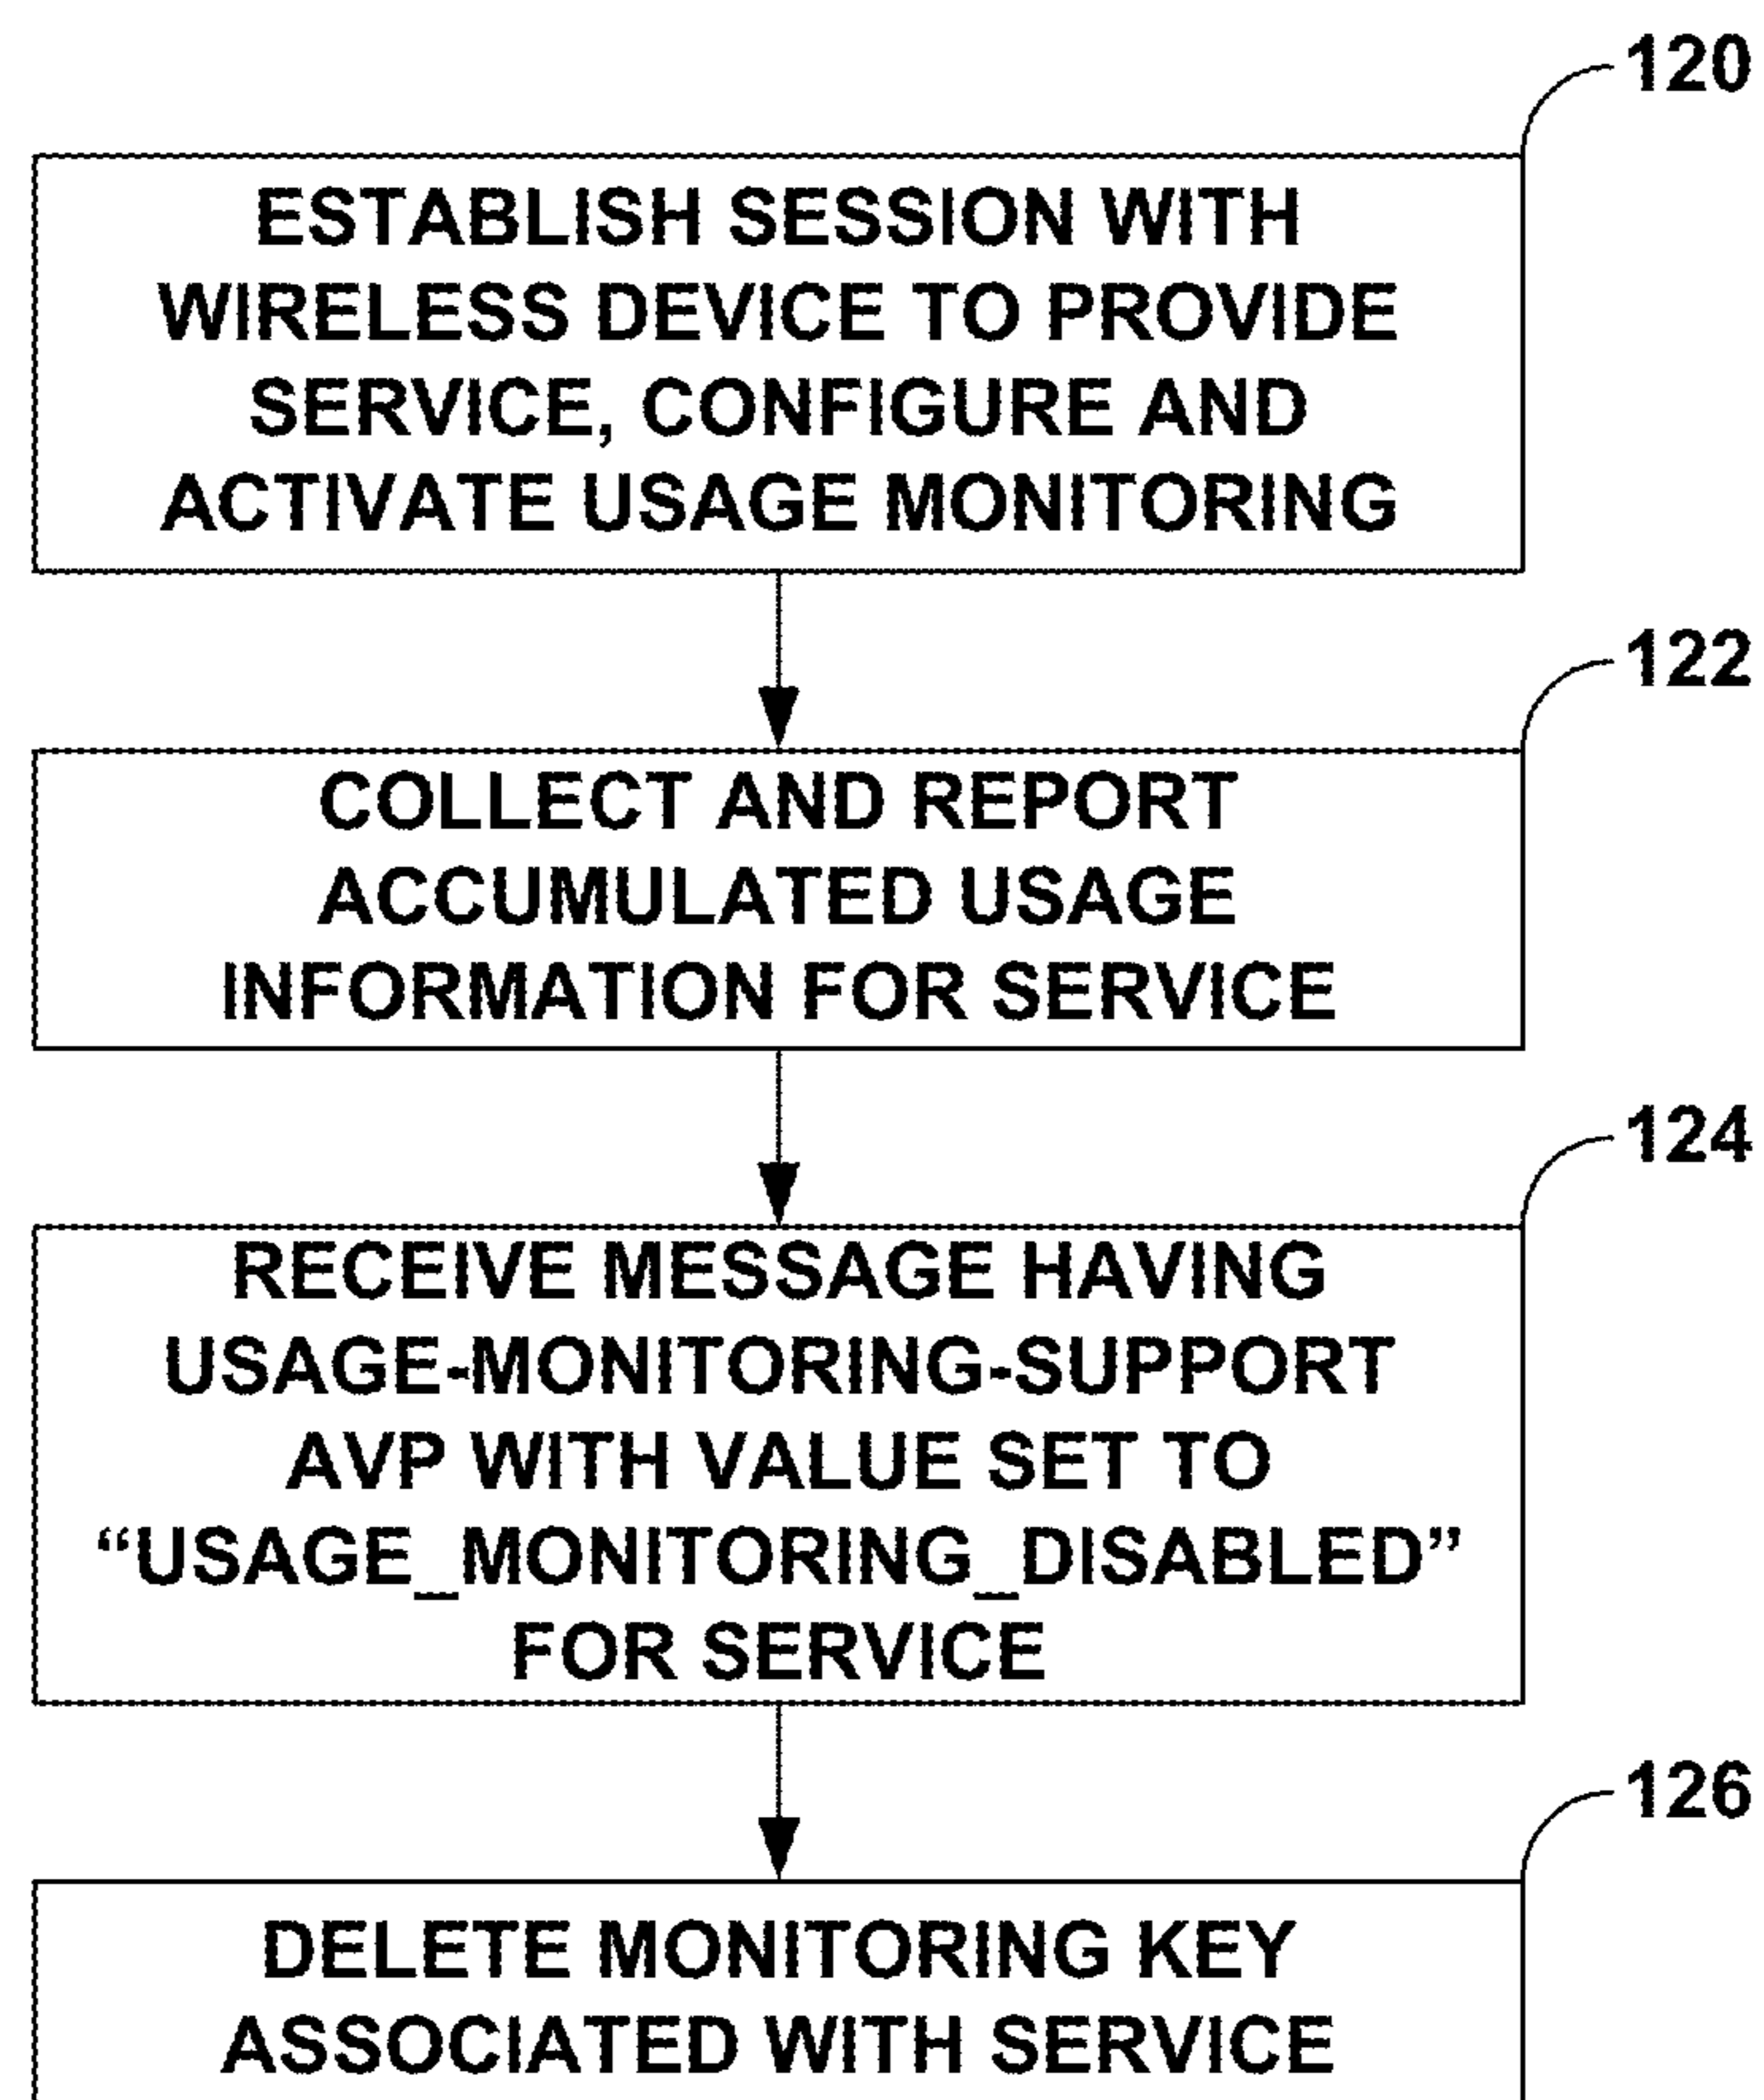 120
ESTABLISH SESSION WITH
WIRELESS DEVICE TO PROVIDE
SERVICE, CONFIGURE AND
ACTIVATE USAGE MONITORING
122
COLLECT AND REPORT
ACCUMULATED USAGE
INFORMATION FOR SERVICE
124
RECEIVE MESSAGE HAVING
USAGE-MONITORING-SUPPORT
AVP WITH VALUE SET TO
“USAGE_MONITORING_DISABLED”
FOR SERVICE
126
DELETE MONITORING KEY
ASSOCIATED WITH SERVICE